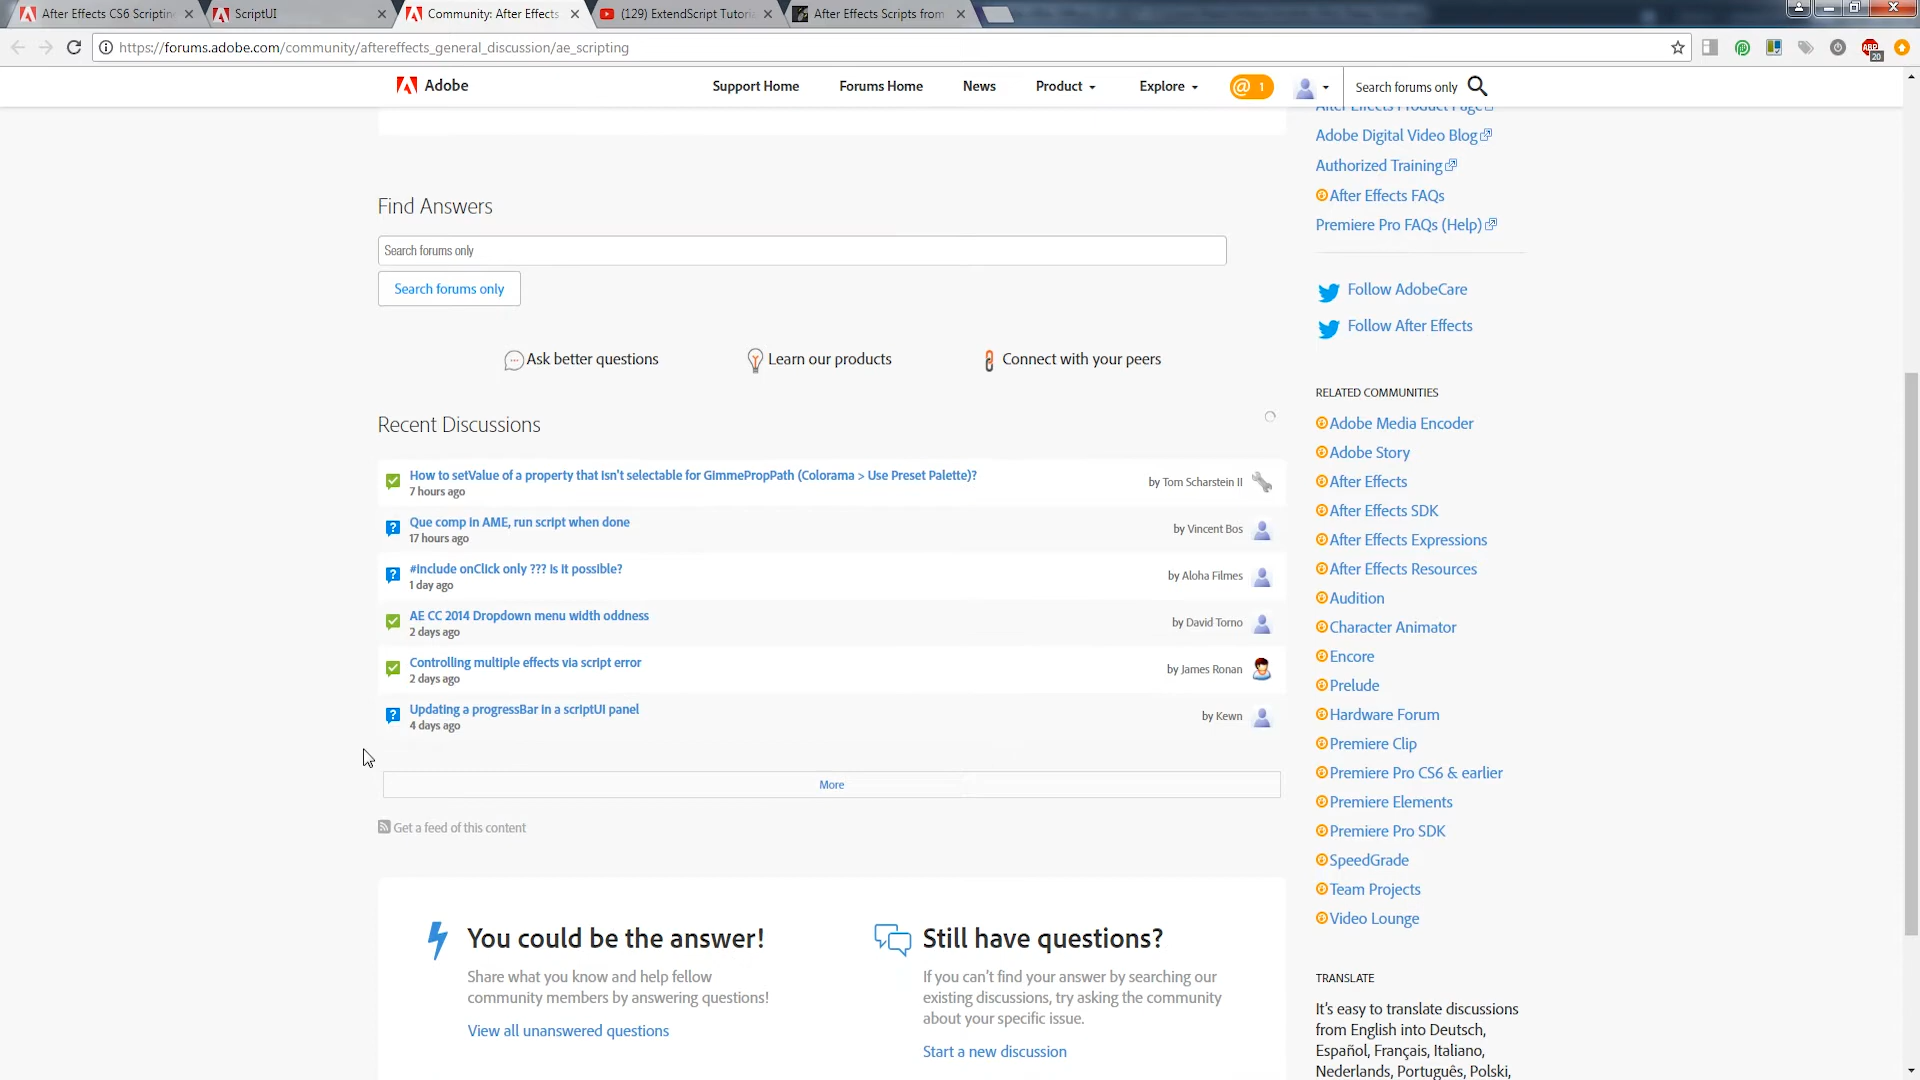 After Effects CS6 Scripting
ScriptUI
Community: After Effects
(129) ExtendScript Tutoria
After Effects Scripts from
https://forums.adobe.com/community/aftereffects_general_discussion/ae_scripting
ABP
20
Adobe
Support Home
Forums Home
News
Product
Explore
@ 1
Search forums only
After Effects Product Page
Adobe Digital Video Blog
Authorized Training
After Effects FAQs
Premiere Pro FAQs (Help)
Find Answers
Search forums only
Search forums only
Follow AdobeCare
Follow After Effects
Ask better questions
Learn our products
Connect with your peers
Recent Discussions
How to setValue of a property that isn't selectable for GimmePropPath (Colorama > Use Preset Palette)?
7 hours ago
by Tom Scharstein II
Que comp in AME, run script when done
17 hours ago
by Vincent Bos
#include onClick only ??? is it possible?
1 day ago
by Aloha Filmes
AE CC 2014 Dropdown menu width oddness
2 days ago
by David Torno
Controlling multiple effects via script error
2 days ago
by James Ronan
Updating a progressBar in a scriptUI panel
4 days ago
by Kewn
More
Get a feed of this content
RELATED COMMUNITIES
Adobe Media Encoder
Adobe Story
After Effects
After Effects SDK
After Effects Expressions
After Effects Resources
Audition
Character Animator
Encore
Prelude
Hardware Forum
Premiere Clip
Premiere Pro CS6 & earlier
Premiere Elements
Premiere Pro SDK
SpeedGrade
Team Projects
Video Lounge
You could be the answer!
Share what you know and help fellow
community members by answering questions!
View all unanswered questions
Still have questions?
If you can't find your answer by searching our
existing discussions, try asking the community
about your specific issue.
Start a new discussion
TRANSLATE
It's easy to translate discussions
from English into Deutsch,
Español, Français, Italiano,
Nederlands, Português, Polski,